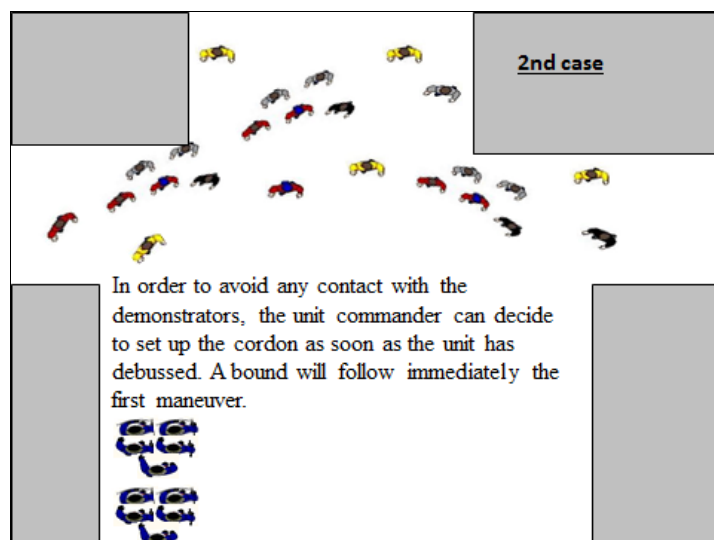 2nd case
In order to avoid any contact with the
demonstrators, the unit commander can decide
to set up the cordon as soon as the unit has
debussed. A bound will follow immediately the
first maneuver.